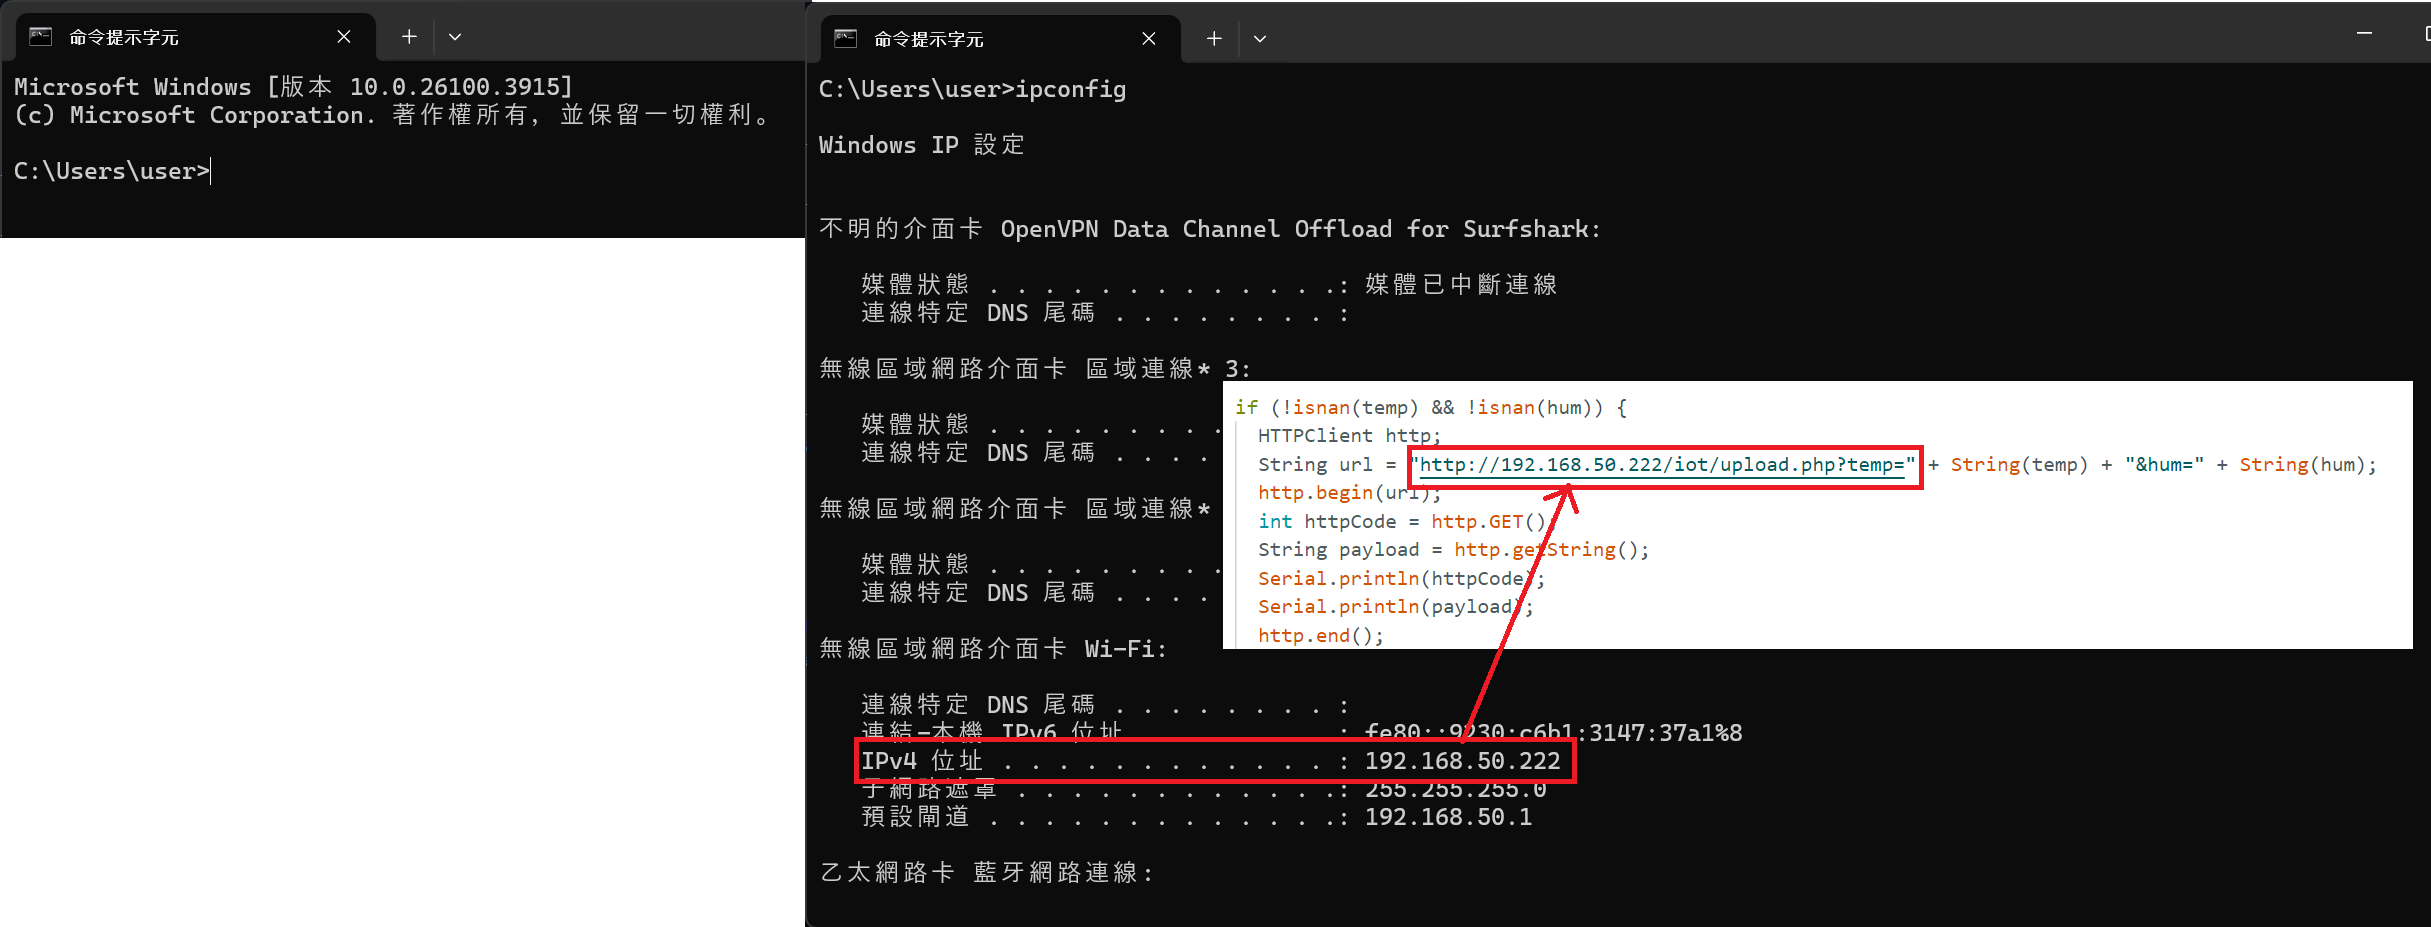 命令提示字元
Microsoft Windows [版本 10.0.26100.3915]
(c) Microsoft Corporation. 著作權所有，並保留一切權利。
C:\Users\user>
命令提示字元
C:\Users\user>ipconfig
Windows IP 設定
不明的介面卡 OpenVPN Data Channel Offload for Surfshark:
媒體狀態 . . . . . . . . . . . . .: 媒體已中斷連線
連線特定 DNS 尾碼 . . . . . . . . :
無線區域網路介面卡 區域連線* 3:
媒體狀態 . . . . . . . . .
連線特定 DNS 尾碼 . . . .
無線區域網路介面卡 區域連線*
媒體狀態 . . . . . . . . .
連線特定 DNS 尾碼 . . . .
無線區域網路介面卡 Wi-Fi:
連線特定 DNS 尾碼 . . . . . . . . :
連結-本機 IPv6 位址 : fe80::9230:c6b1:3147:37a1%8
IPv4 位址 . . . . . . . . . . . . : 192.168.50.222
子網路遮罩 . . . . . . . . . . . .: 255.255.255.0
預設閘道 . . . . . . . . . . . . .: 192.168.50.1
乙太網路卡 藍牙網路連線:
if (!isnan(temp) && !isnan(hum)) {
HTTPClient http;
String url = "http://192.168.50.222/iot/upload.php?temp=" + String(temp) + "&hum=" + String(hum);
http.begin(url);
int httpCode = http.GET();
String payload = http.getString();
Serial.println(httpCode);
Serial.println(payload);
http.end();